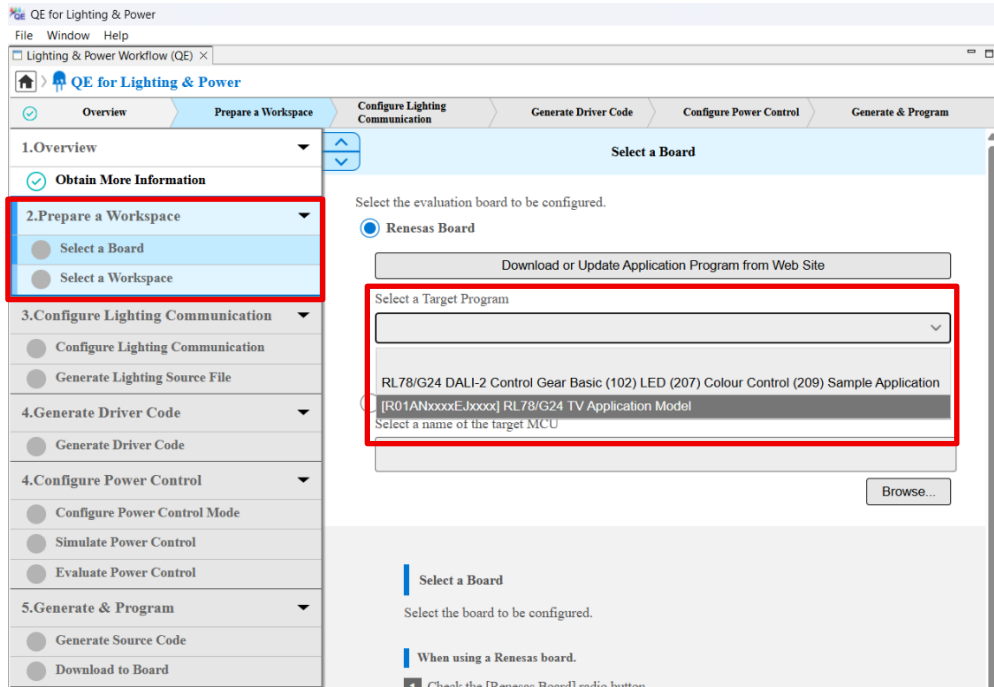 QE for Lighting & Power
File Window Help
Lighting & Power Workflow (QE)
QE for Lighting & Power
Overview
Prepare a Workspace
Configure Lighting
Communication
Generate Driver Code
Configure Power Control
Generate & Program
1.Overview
Obtain More Information
2.Prepare a Workspace
Select a Board
Select a Workspace
3.Configure Lighting Communication
Configure Lighting Communication
Generate Lighting Source File
4.Generate Driver Code
Generate Driver Code
4.Configure Power Control
Configure Power Control Mode
Simulate Power Control
Evaluate Power Control
5.Generate & Program
Generate Source Code
Download to Board
Select a Board
Select the evaluation board to be configured.
Renesas Board
Download or Update Application Program from Web Site
Select a Target Program
RL78/G24 DALI-2 Control Gear Basic (102) LED (207) Colour Control (209) Sample Application
[R01ANxxxxEJxxxx] RL78/G24 TV Application Model
Select a name of the target MCU
Browse...
Select a Board
Select the board to be configured.
When using a Renesas board.
1 Check the [Renesas Board] radio button